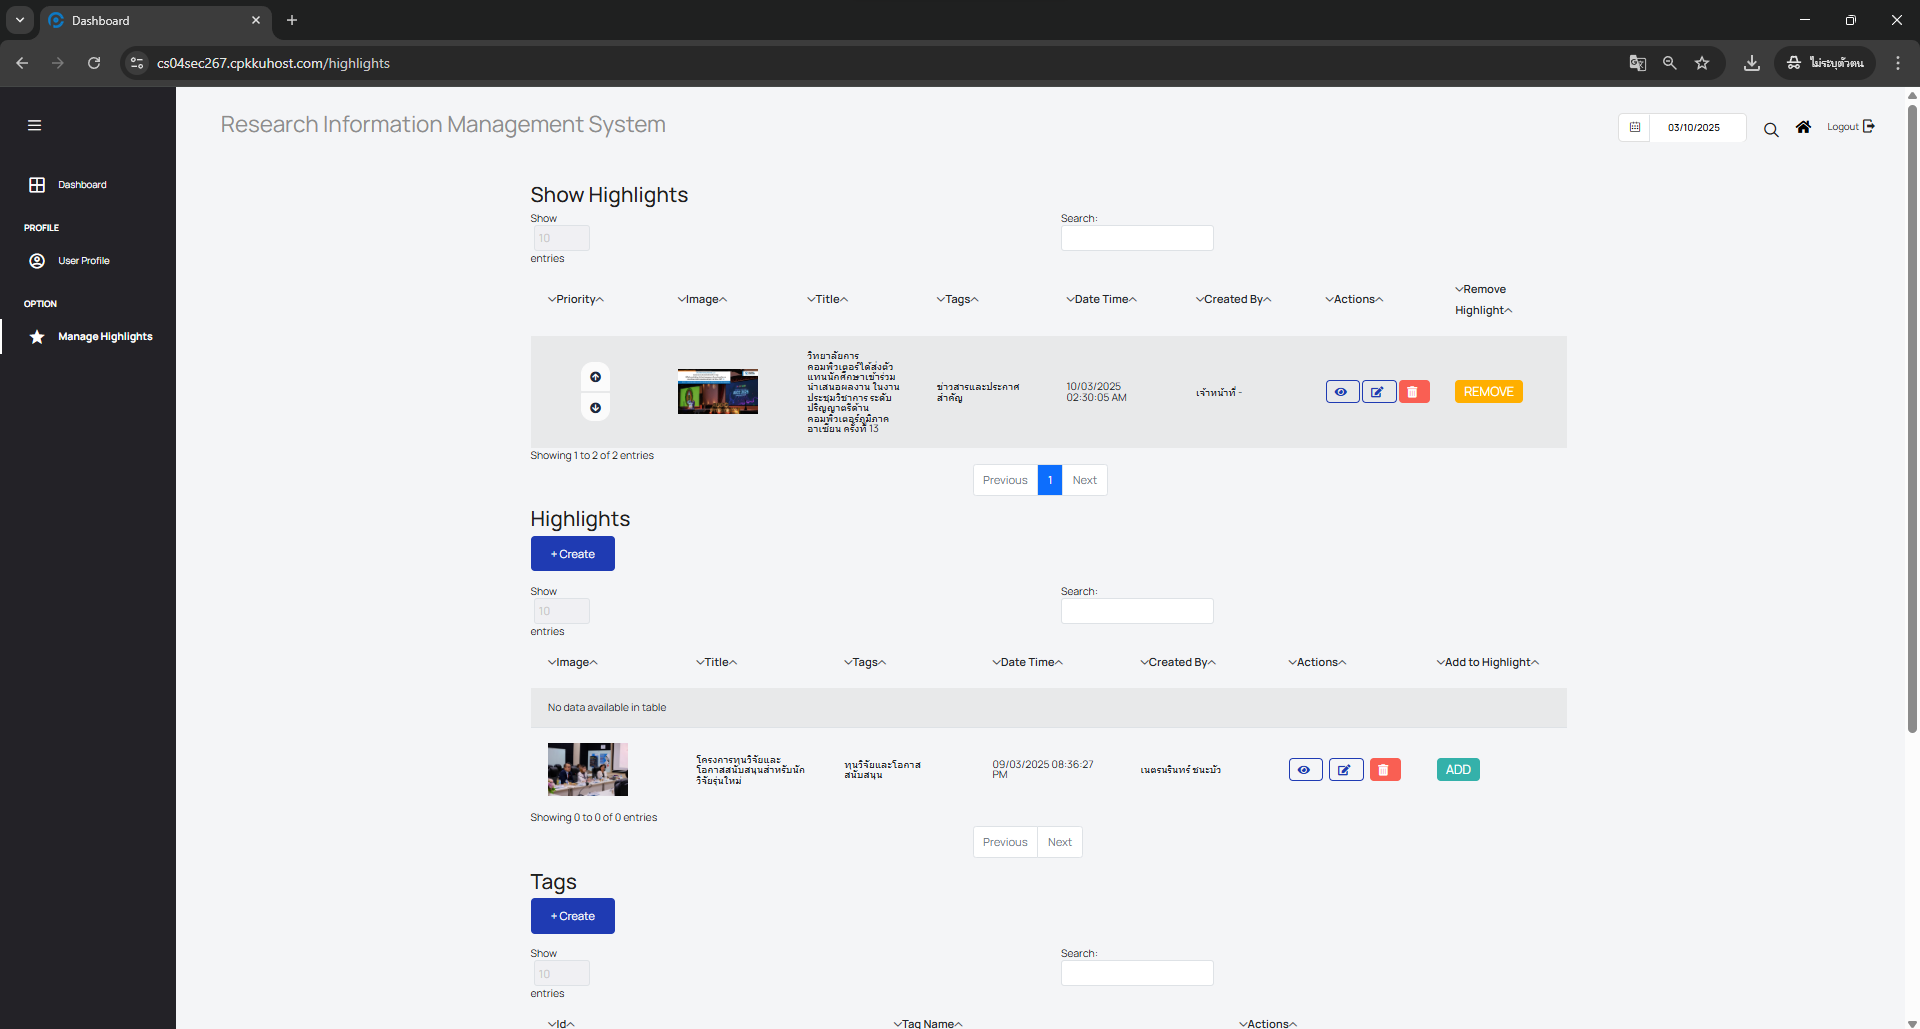 Dashboard
cs04sec267.cpkkuhost.com/highlights
ไม่ระบุตัวตน
Research Information Management System
03/10/2025
Logout
Dashboard
PROFILE
User Profile
OPTION
Manage Highlights
Show Highlights
Show
10
entries
Search:
Priority
Image
Title
Tags
Date Time
Created By
Actions
Remove
Highlight
วิทยาลัยการ
คอมพิวเตอร์ได้ส่งตัว
แทนนักศึกษาเข้าร่วม
นำเสนอผลงาน ในงาน
ประชุมวิชาการ ระดับ
ปริญญาตรีด้าน
คอมพิวเตอร์ภูมิภาค
อาเซียน ครั้งที่ 13
ข่าวสารและประกาศ
สำคัญ
10/03/2025
02:30:05 AM
เจ้าหน้าที่ -
REMOVE
Showing 1 to 2 of 2 entries
Previous
1
Next
Highlights
+ Create
Show
10
entries
Search:
Image
Title
Tags
Date Time
Created By
Actions
Add to Highlight
No data available in table
โครงการทุนวิจัยและ
โอกาสสนับสนุนสำหรับนัก
วิจัยรุ่นใหม่
ทุนวิจัยและโอกาส
สนับสนุน
09/03/2025 08:36:27
PM
เนตรนรินทร์ ชนะบัว
ADD
Showing 0 to 0 of 0 entries
Previous
Next
Tags
+ Create
Show
10
entries
Search:
Id
Tag Name
Actions